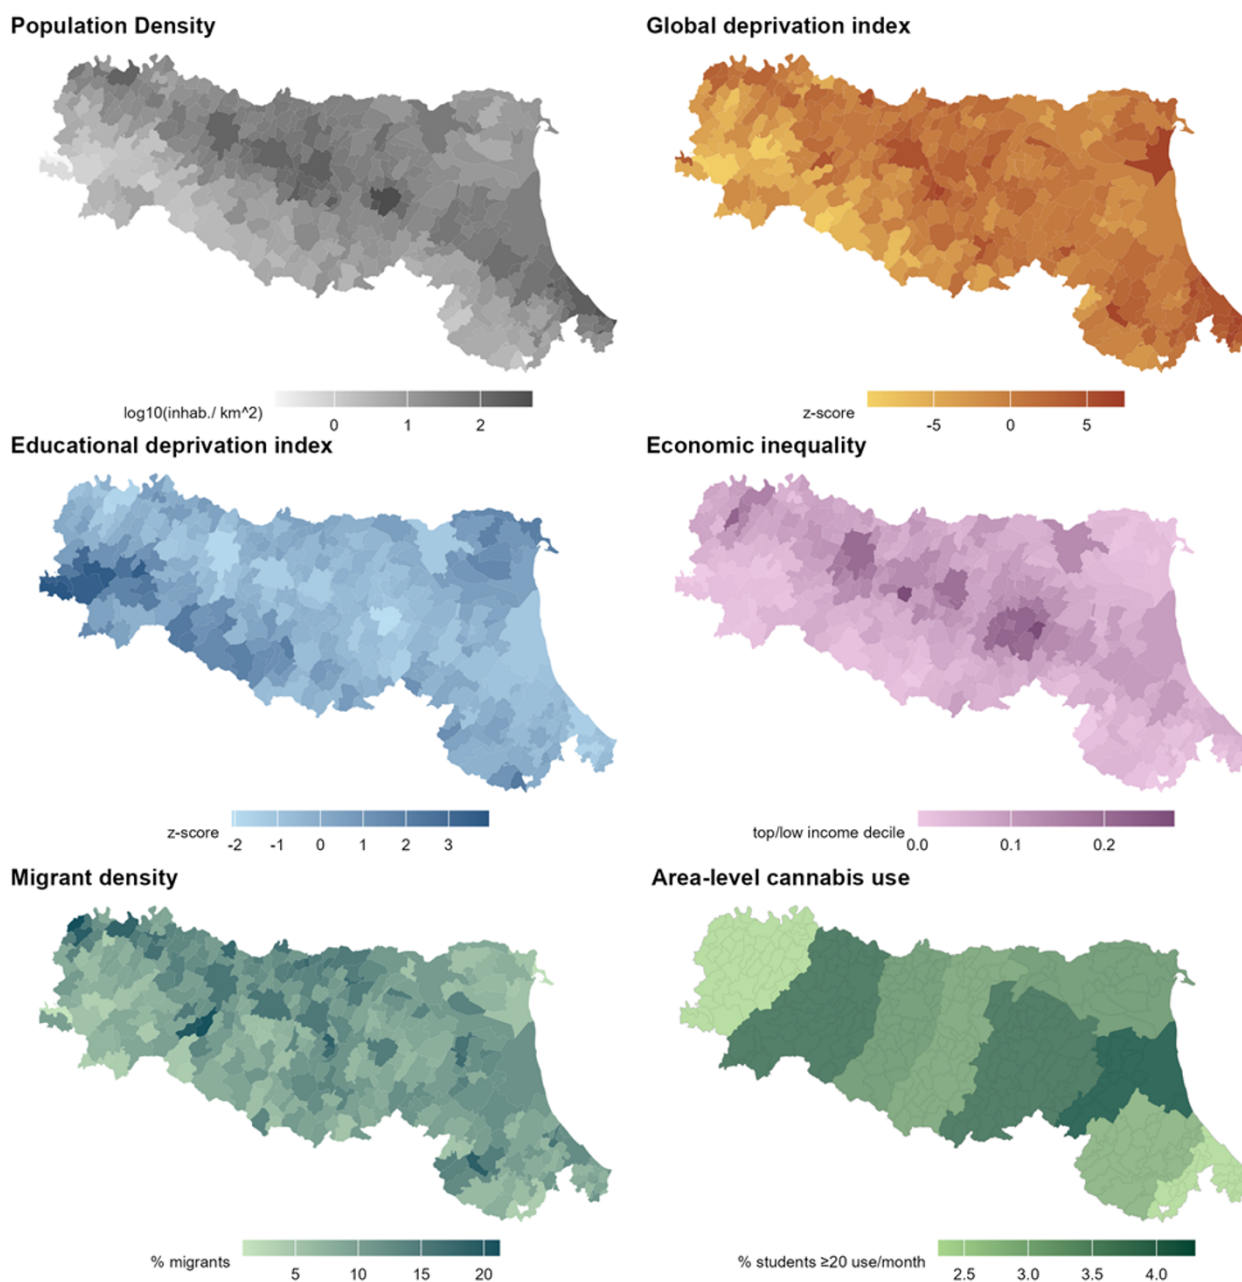 Population Density
Global deprivation index
log10(inhab./ km^2)
0 1 2
z-score
-5 0 5
Educational deprivation index
Economic inequality
z-score
-2 -1 0 1 2 3
top/low income decile
0.0 0.1 0.2
Migrant density
Area-level cannabis use
% migrants
5 10 15 20
% students ≥20 use/month
2.5 3.0 3.5 4.0